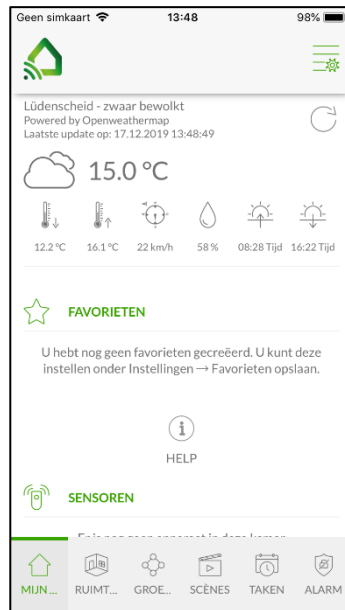 Geen simkaart 13:48 98%
Lüdenscheid - zwaar bewolkt
Powered by Openweathermap
Laatste update op: 17.12.2019 13:48:49
15.0 °C
12.2 °C 16.1 °C 22 km/h 58 % 08:28 Tijd 16:22 Tijd
FAVORIETEN
U hebt nog geen favorieten gecreëerd. U kunt deze
instellen onder Instellingen → Favorieten opslaan.
HELP
SENSOREN
MIJN ... RUIMT... GROE... SCÈNES TAKEN ALARM